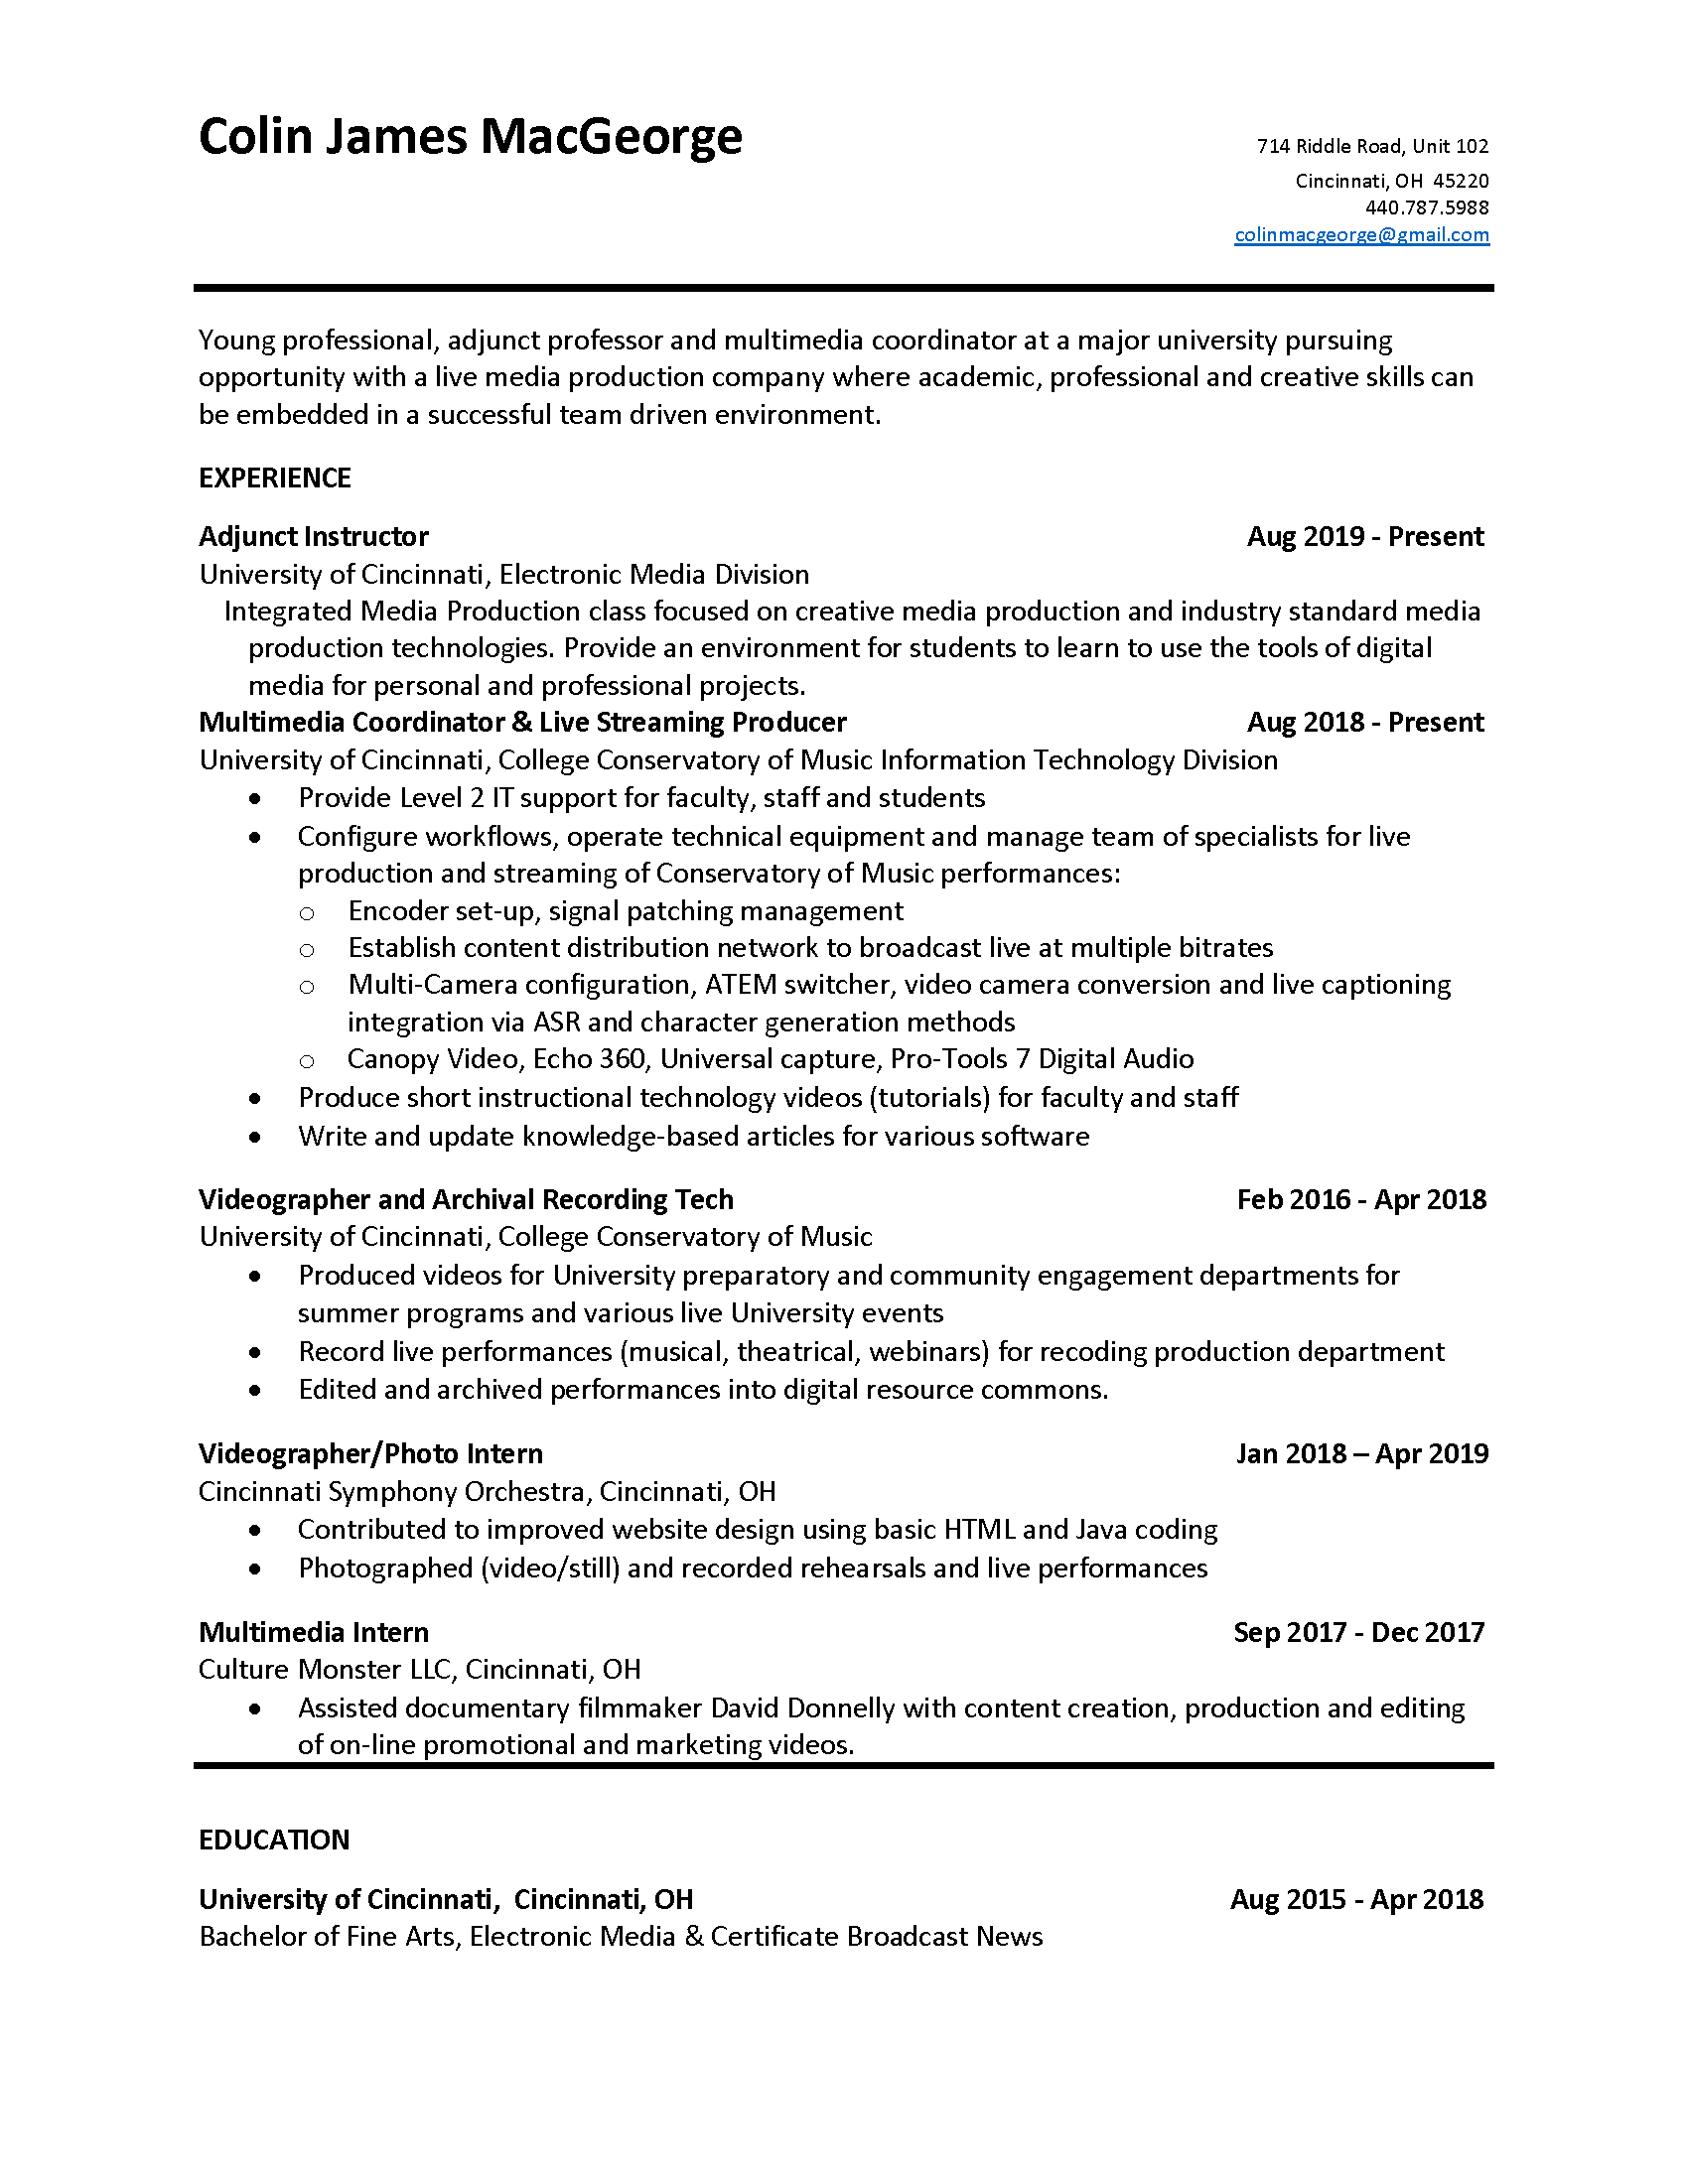 Colin James MacGeorge
714 Riddle Road, Unit 102
Cincinnati, OH  45220
440.787.5988
colinmacgeorge@gmail.com
Young professional, adjunct professor and multimedia coordinator at a major university pursuing
opportunity with a live media production company where academic, professional and creative skills can
be embedded in a successful team driven environment.
EXPERIENCE
Adjunct Instructor Aug 2019 - Present
University of Cincinnati, Electronic Media Division
Integrated Media Production class focused on creative media production and industry standard media
production technologies. Provide an environment for students to learn to use the tools of digital
media for personal and professional projects.
Multimedia Coordinator & Live Streaming Producer Aug 2018 - Present
University of Cincinnati, College Conservatory of Music Information Technology Division
• Provide Level 2 IT support for faculty, staff and students
• Configure workflows, operate technical equipment and manage team of specialists for live
production and streaming of Conservatory of Music performances:
o Encoder set-up, signal patching management
o Establish content distribution network to broadcast live at multiple bitrates
o Multi-Camera configuration, ATEM switcher, video camera conversion and live captioning
integration via ASR and character generation methods
o Canopy Video, Echo 360, Universal capture, Pro-Tools 7 Digital Audio
• Produce short instructional technology videos (tutorials) for faculty and staff
• Write and update knowledge-based articles for various software
Videographer and Archival Recording Tech Feb 2016 - Apr 2018
University of Cincinnati, College Conservatory of Music
• Produced videos for University preparatory and community engagement departments for
summer programs and various live University events
• Record live performances (musical, theatrical, webinars) for recoding production department
• Edited and archived performances into digital resource commons.
Videographer/Photo Intern Jan 2018 – Apr 2019
Cincinnati Symphony Orchestra, Cincinnati, OH
• Contributed to improved website design using basic HTML and Java coding
• Photographed (video/still) and recorded rehearsals and live performances
Multimedia Intern Sep 2017 - Dec 2017
Culture Monster LLC, Cincinnati, OH
• Assisted documentary filmmaker David Donnelly with content creation, production and editing
of on-line promotional and marketing videos.
EDUCATION
University of Cincinnati,  Cincinnati, OH Aug 2015 - Apr 2018
Bachelor of Fine Arts, Electronic Media & Certificate Broadcast News